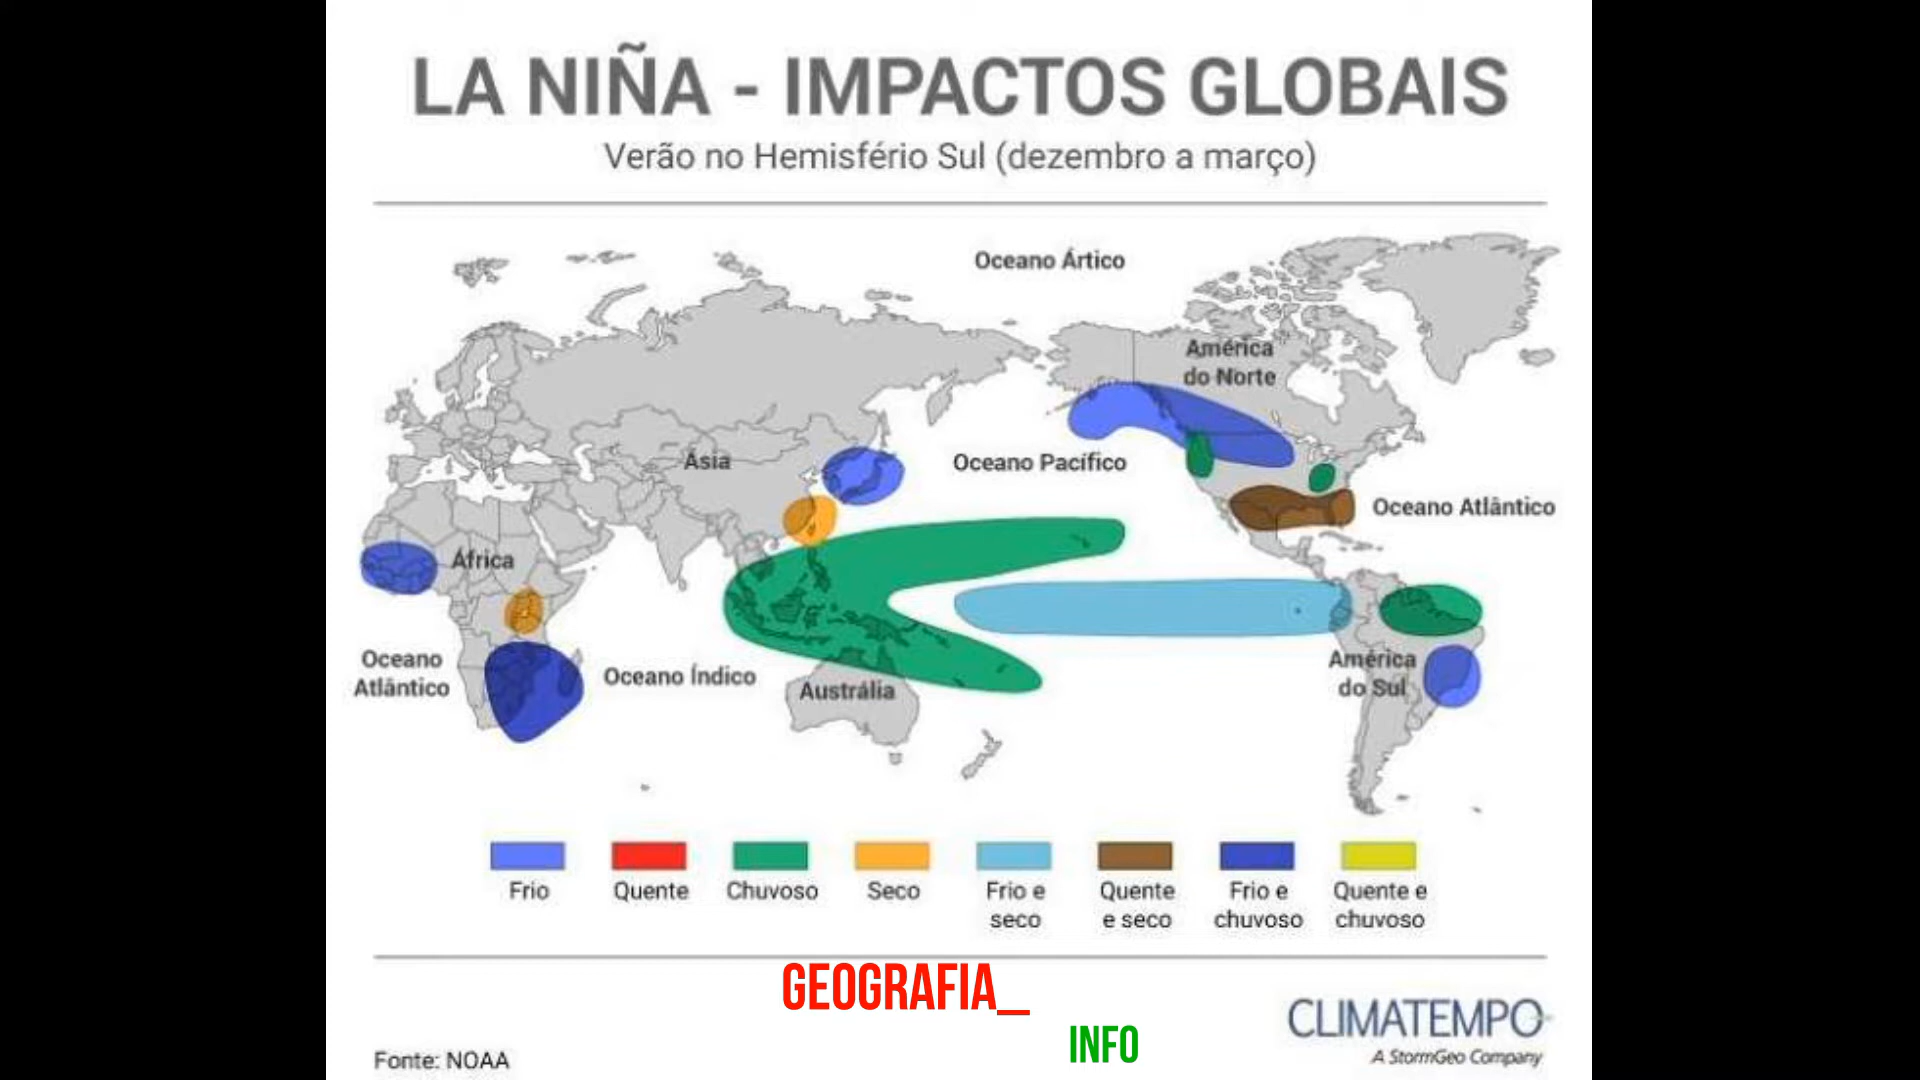 LA NIÑA - IMPACTOS GLOBAIS
Verão no Hemisfério Sul (dezembro a março)
Oceano Ártico
América
do Norte
Ásia
Oceano Pacífico
Oceano Atlântico
África
Oceano
Atlântico
Oceano Índico
Austrália
América
do Sul
Frio
Quente
Chuvoso
Seco
Frio e
seco
Quente
e seco
Frio e
chuvoso
Quente e
chuvoso
GEOGRAFIA_
INFO
Fonte: NOAA
CLIMATEMPO
A StormGeo Company